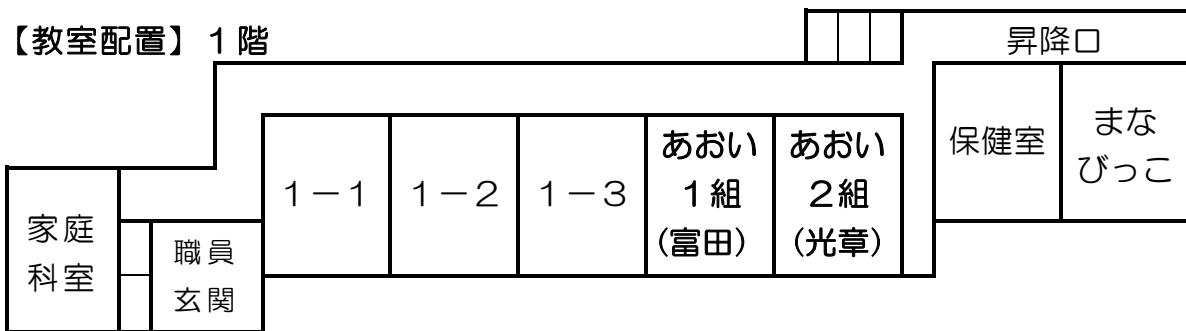 【教室配置】１階
昇降口
家庭
科室
職員
玄関
１－１
１－２
１－３
あおい
１組
（富田）
あおい
２組
（光章）
保健室
まな
びっこ